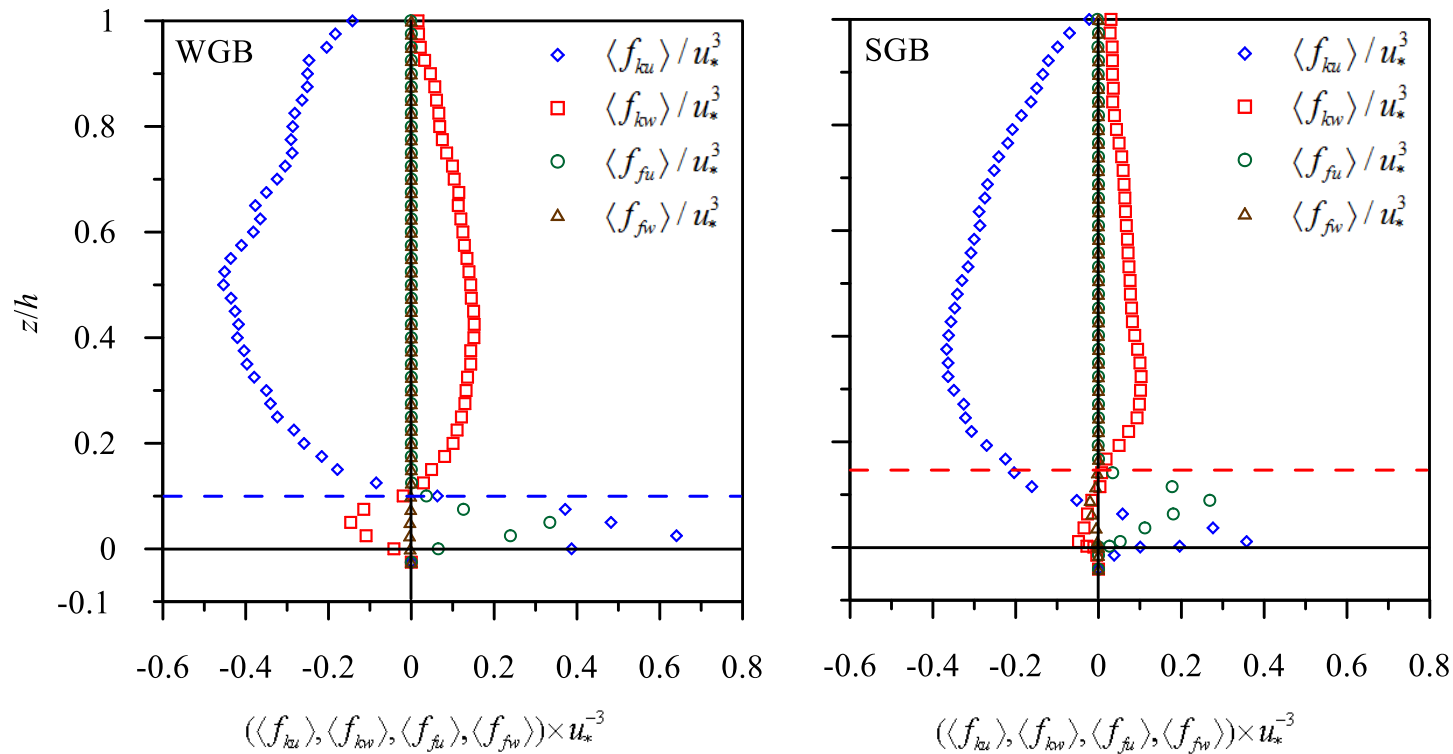 WGB
⟨f_ku⟩ / u_*^3
⟨f_kw⟩ / u_*^3
⟨f_fu⟩ / u_*^3
⟨f_fw⟩ / u_*^3
z/h
1
0.8
0.6
0.4
0.2
0
-0.1
-0.6 -0.4 -0.2 0 0.2 0.4 0.6 0.8
(⟨f_ku⟩, ⟨f_kw⟩, ⟨f_fu⟩, ⟨f_fw⟩) × u_*^-3
SGB
⟨f_ku⟩ / u_*^3
⟨f_kw⟩ / u_*^3
⟨f_fu⟩ / u_*^3
⟨f_fw⟩ / u_*^3
-0.6 -0.4 -0.2 0 0.2 0.4 0.6 0.8
(⟨f_ku⟩, ⟨f_kw⟩, ⟨f_fu⟩, ⟨f_fw⟩) × u_*^-3